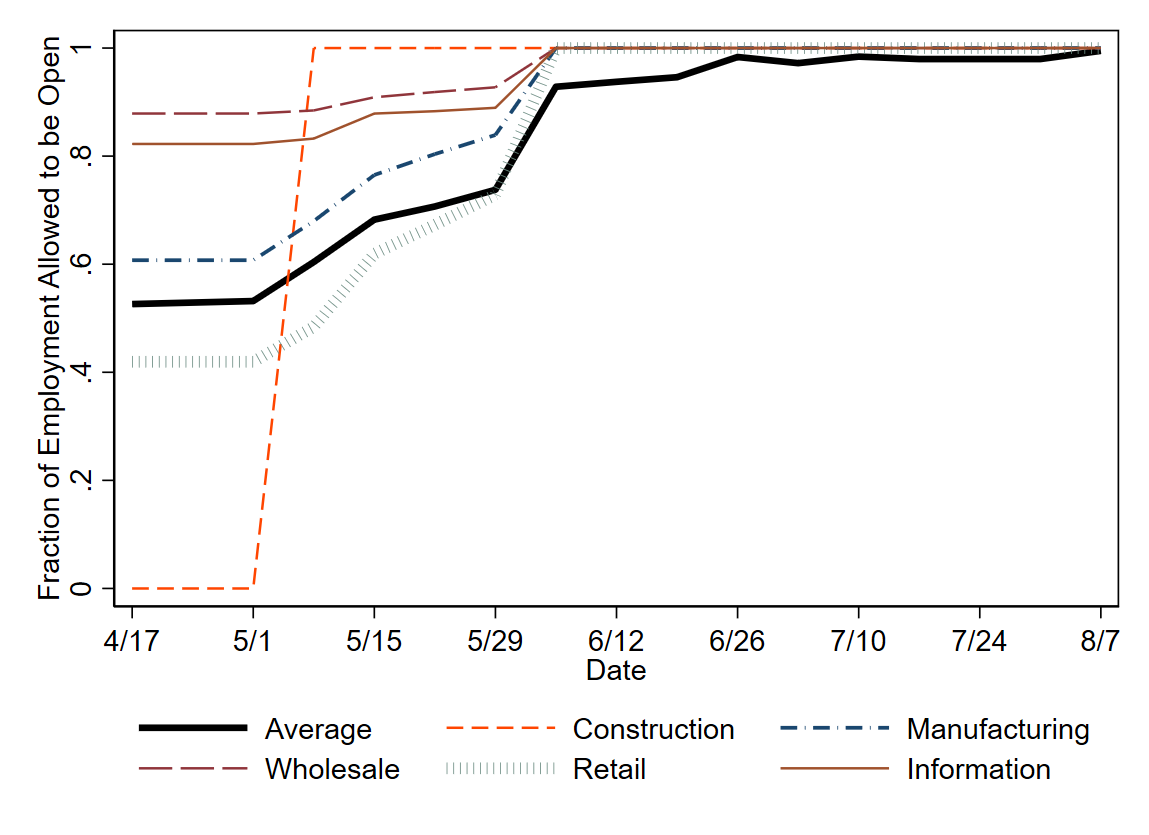 Fraction of Employment Allowed to be Open
1
.8
.6
.4
.2
0
4/17 5/1 5/15 5/29 6/12 6/26 7/10 7/24 8/7
Date
Average Construction Manufacturing
Wholesale Retail Information